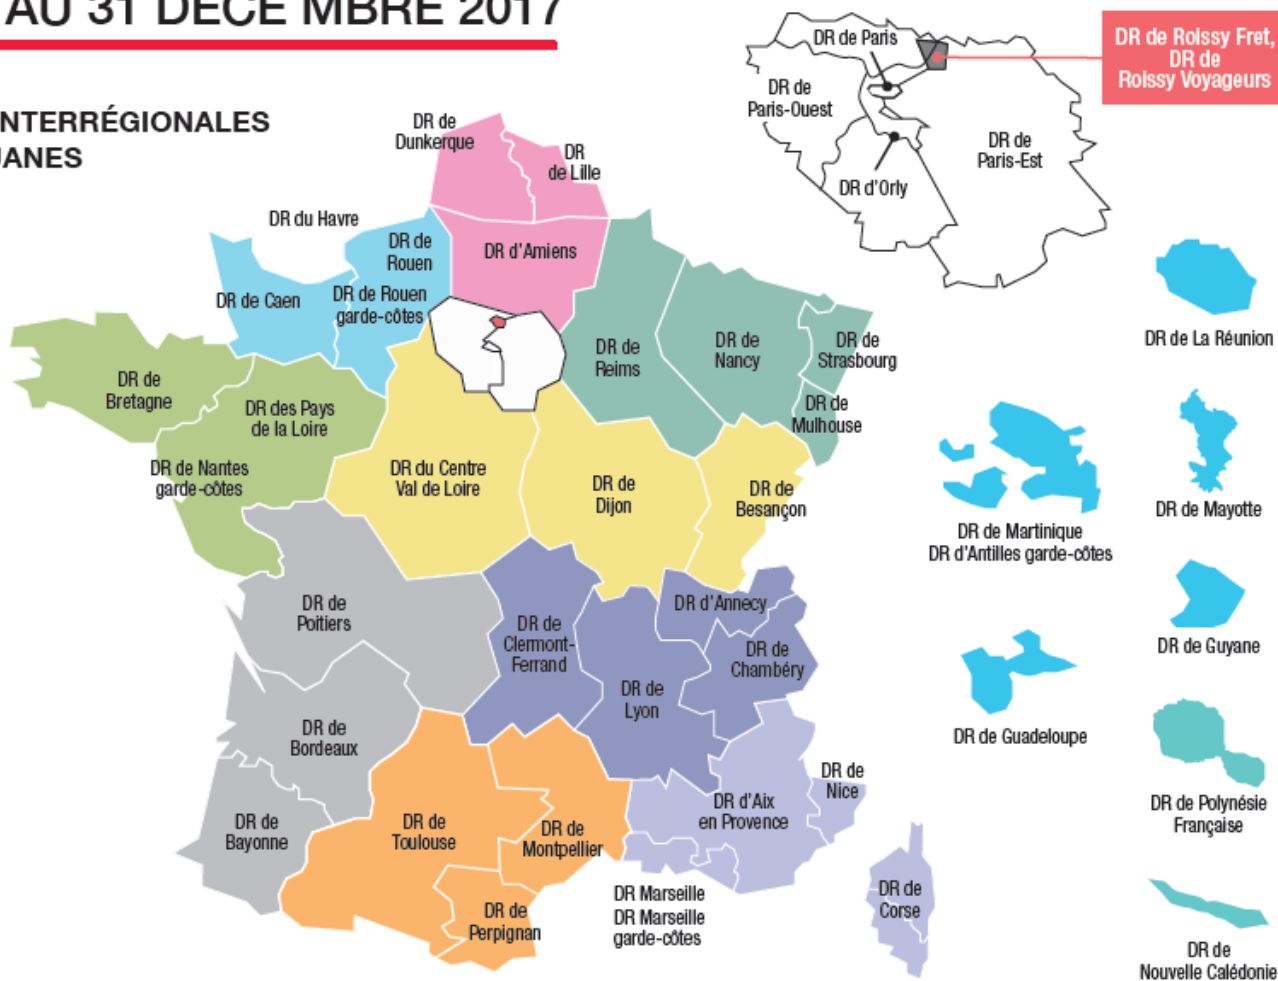 AU 31 DÉCEMBRE 2017
NTERRÉGIONALES
UANES
DR de Paris
DR de
Paris-Ouest
DR d'Orly
DR de
Paris-Est
DR de Roissy Fret,
DR de
Roissy Voyageurs
DR de
Dunkerque
DR
de Lille
DR du Havre
DR de
Rouen
DR d'Amiens
DR de Caen
DR de Rouen
garde-côtes
DR de
Reims
DR de
Nancy
DR de
Strasbourg
DR de
Mulhouse
DR de
Bretagne
DR des Pays
de la Loire
DR de Nantes
garde-côtes
DR du Centre
Val de Loire
DR de
Dijon
DR de
Besançon
DR de
Poitiers
DR de
Clermont-
Ferrand
DR d'Annecy
DR de
Chambéry
DR de
Lyon
DR de
Bordeaux
DR de
Bayonne
DR de
Toulouse
DR de
Montpellier
DR de
Perpignan
DR d'Aix
en Provence
DR de
Nice
DR Marseille
DR Marseille
garde-côtes
DR de
Corse
DR de La Réunion
DR de Martinique
DR d'Antilles garde-côtes
DR de Mayotte
DR de Guyane
DR de Guadeloupe
DR de Polynésie
Française
DR de
Nouvelle Calédonie